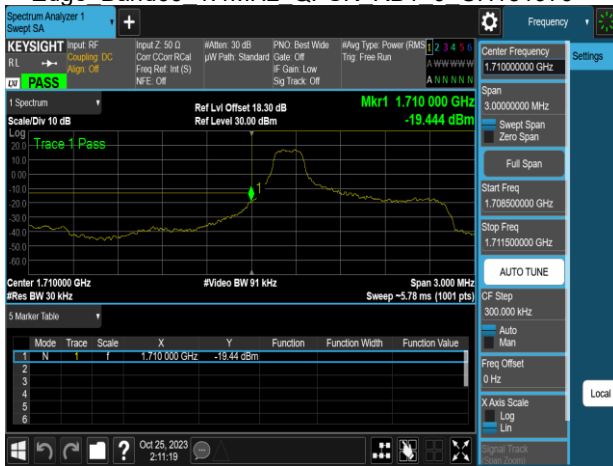 Spectrum Analyzer 1
Swept SA
Frequency
KEYSIGHT
Input: RF
Coupling: DC
Align: Off
Input Z: 50 Ω
Corr CCorr RCal
Freq Ref: Int (S)
NFE: Off
#Atten: 30 dB
µW Path: Standard
PNO: Best Wide
Gate: Off
IF Gain: Low
Sig Track: Off
#Avg Type: Power (RMS
Trig: Free Run
1 2 3 4 5 6
A W W W W W
A N N N N N
RL
LXI
PASS
Center Frequency
1.710000000 GHz
Settings
Span
3.00000000 MHz
Swept Span
Zero Span
Full Span
Start Freq
1.708500000 GHz
Stop Freq
1.711500000 GHz
AUTO TUNE
CF Step
300.000 kHz
Auto
Man
Freq Offset
0 Hz
X Axis Scale
Log
Lin
Signal Track
(Span Zoom)
Local
1 Spectrum
Scale/Div 10 dB
Ref Lvl Offset 18.30 dB
Ref Level 30.00 dBm
Mkr1 1.710 000 GHz
-19.444 dBm
Log
Trace 1 Pass
20.0
10.0
0.00
-10.0
-20.0
-30.0
-40.0
-50.0
-60.0
1
Center 1.710000 GHz
#Res BW 30 kHz
#Video BW 91 kHz
Span 3.000 MHz
Sweep ~5.78 ms (1001 pts)
5 Marker Table
Mode Trace Scale X Y Function Function Width Function Value
1 N 1 f 1.710 000 GHz -19.44 dBm
2
3
4
5
6
Oct 25, 2023
2:11:19